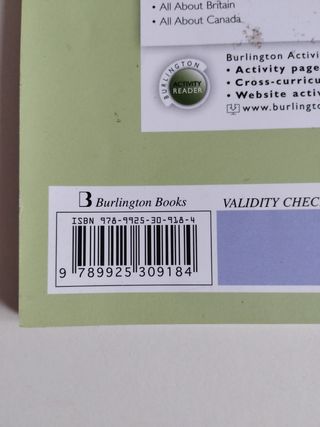 • All About Britain
• All About Canada
BURLINGTON
ACTIVITY
READER
Burlington Activi
• Activity page
• Cross-curricu
• Website activ
www.burlingto
B Burlington Books
VALIDITY CHEC
ISBN 978-9925-30-918-4
9 789925 309184